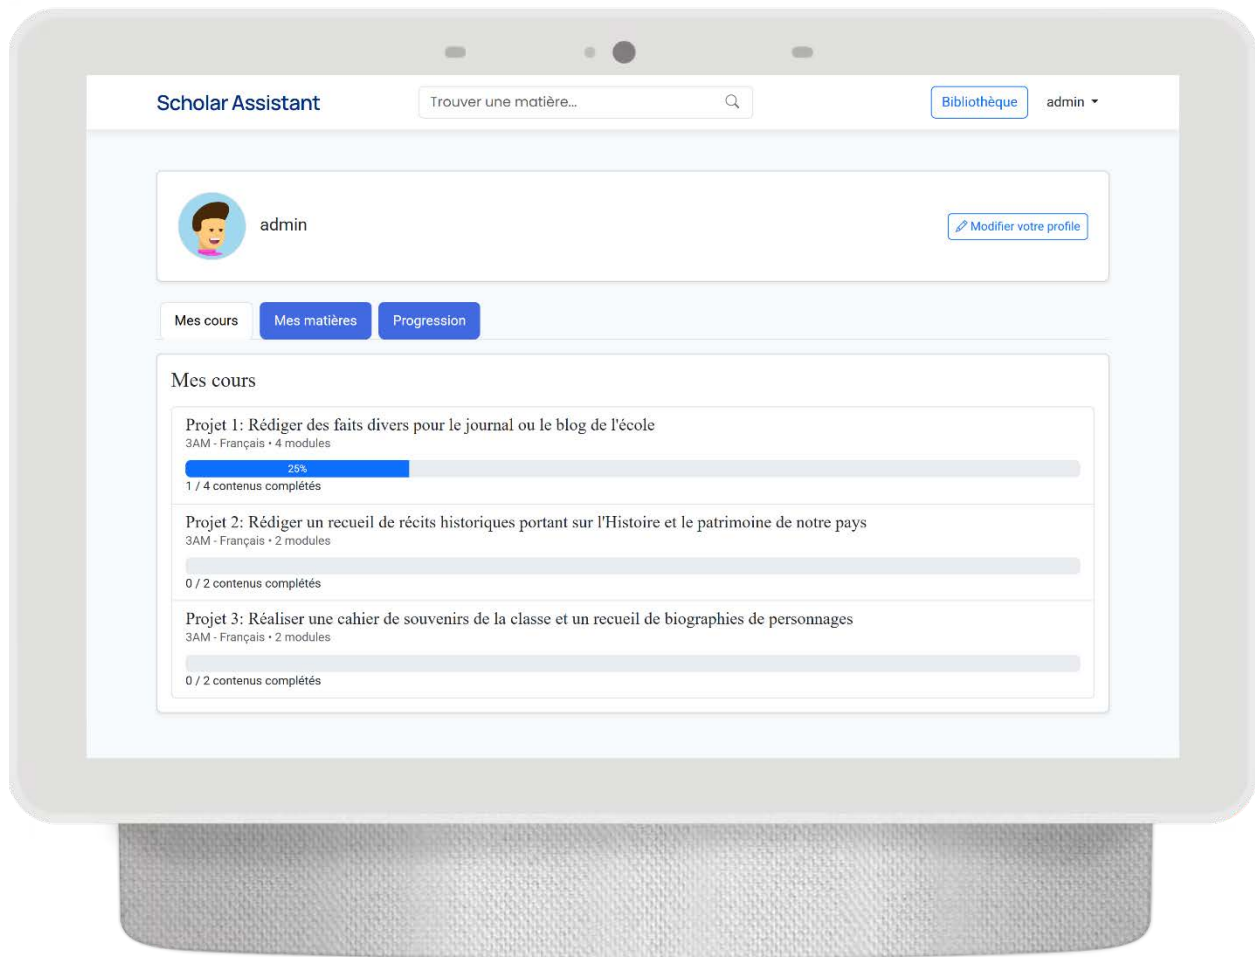 Scholar Assistant
Trouver une matière...
Bibliothèque
admin
admin
Modifier votre profile
Mes cours
Mes matières
Progression
Mes cours
Projet 1: Rédiger des faits divers pour le journal ou le blog de l'école
3AM - Français • 4 modules
25%
1 / 4 contenus complétés
Projet 2: Rédiger un recueil de récits historiques portant sur l'Histoire et le patrimoine de notre pays
3AM - Français • 2 modules
0 / 2 contenus complétés
Projet 3: Réaliser une cahier de souvenirs de la classe et un recueil de biographies de personnages
3AM - Français • 2 modules
0 / 2 contenus complétés